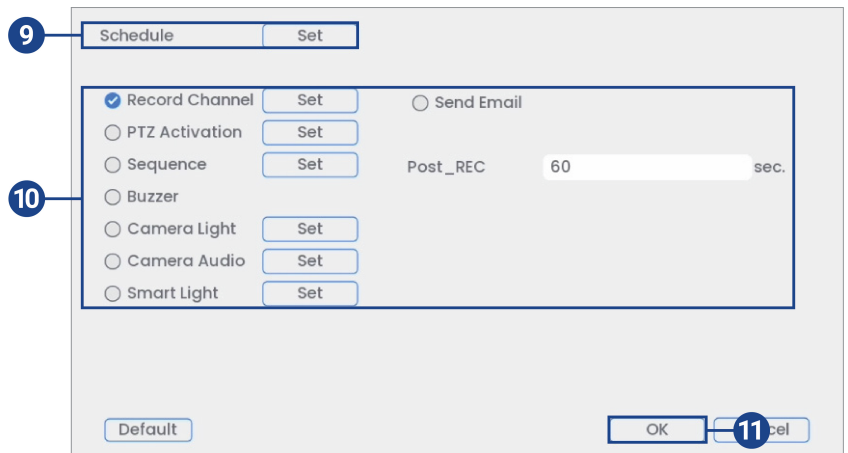 9 Schedule Set
Record Channel Set Send Email
PTZ Activation Set
Sequence Set Post_REC 60 sec.
10 Buzzer
Camera Light Set
Camera Audio Set
Smart Light Set
Default OK 11 cel